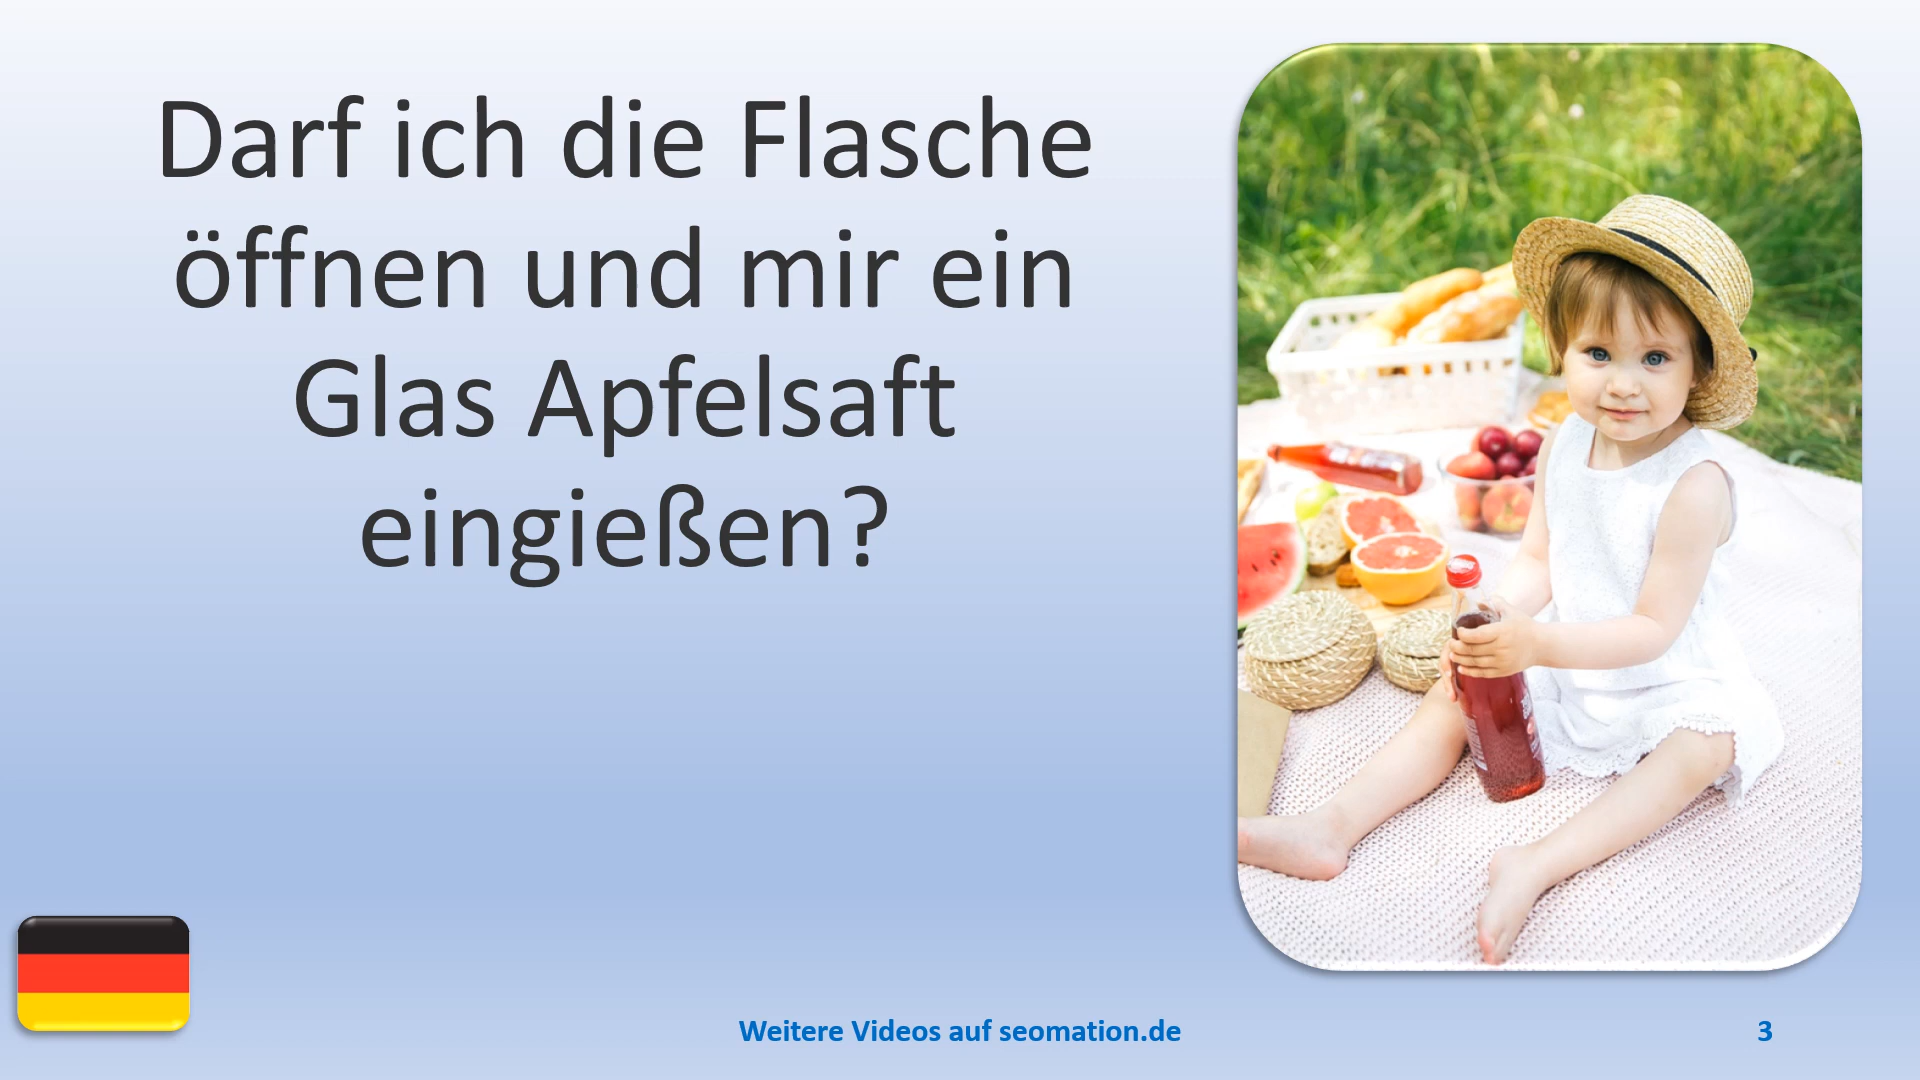 Darf ich die Flasche
öffnen und mir ein
Glas Apfelsaft
eingießen?
Weitere Videos auf seomation.de
3